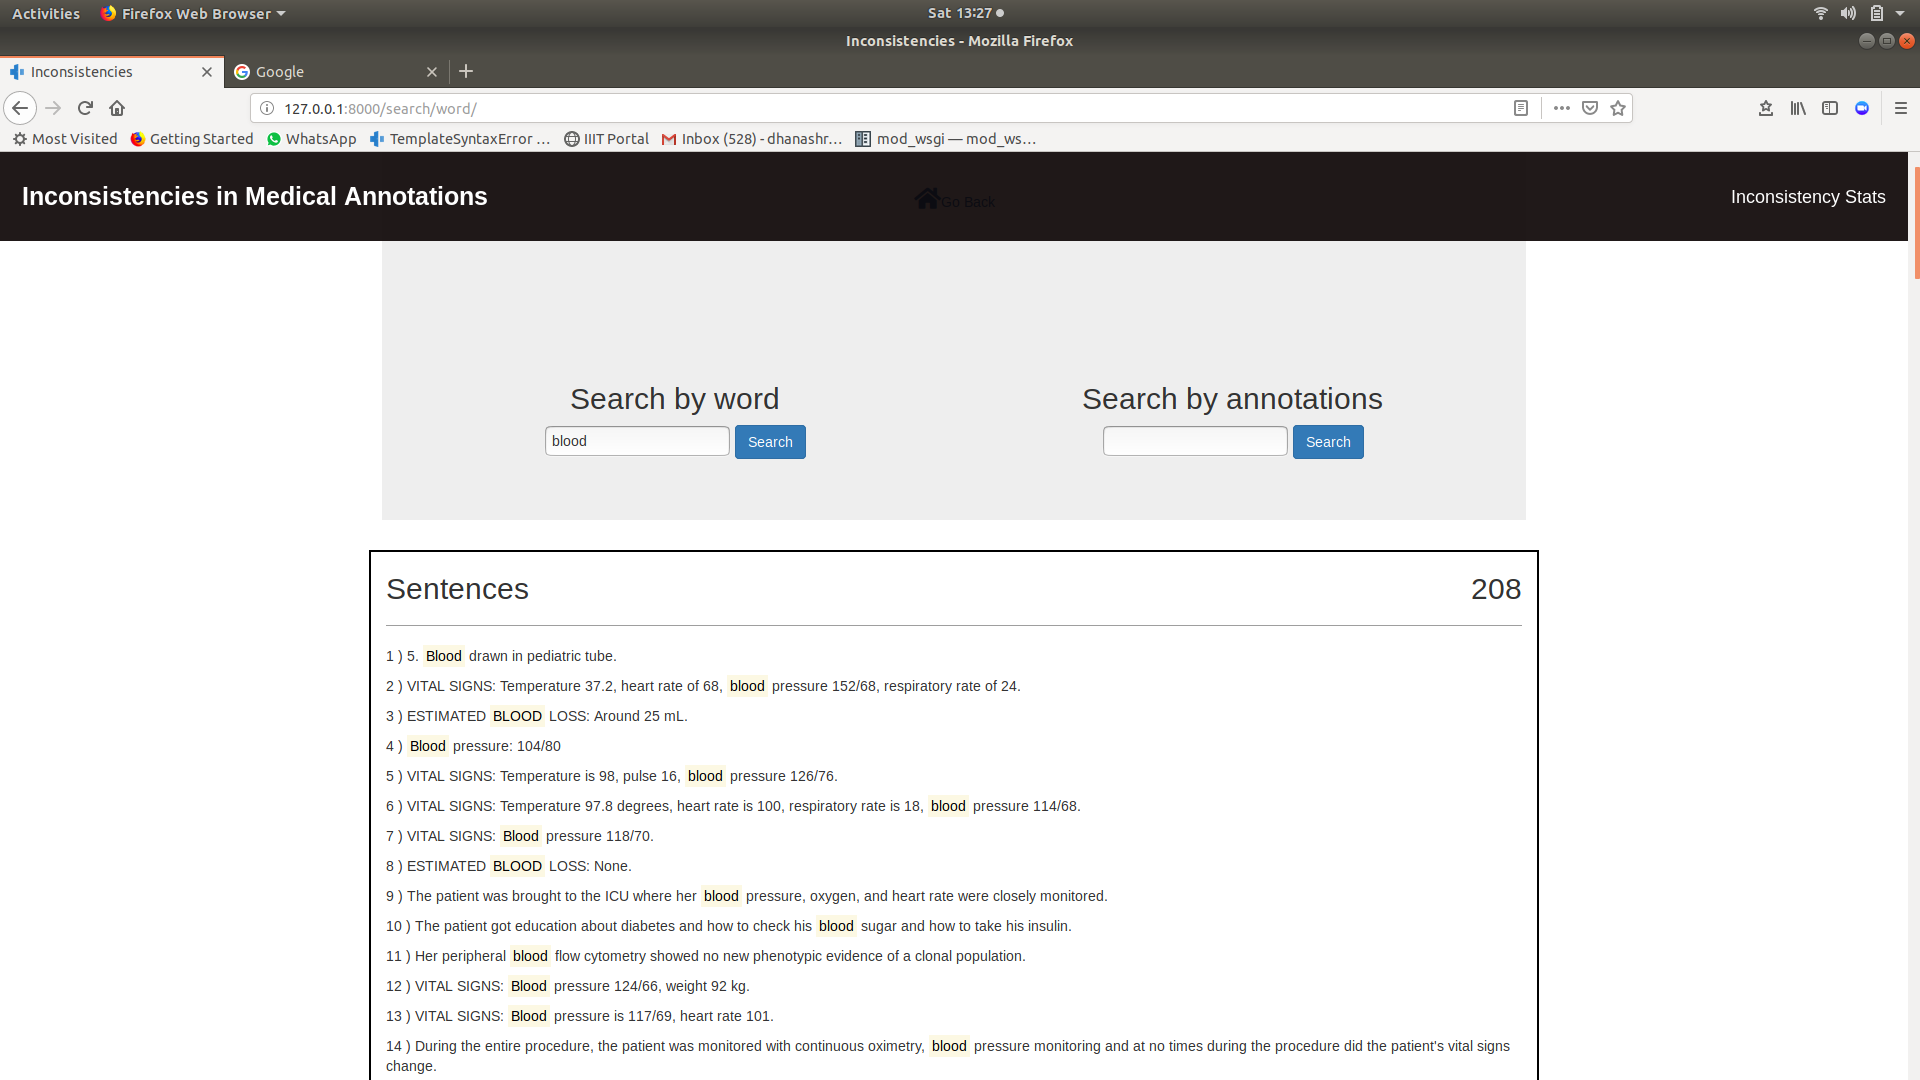 Activities Firefox Web Browser Sat 13:27
Inconsistencies - Mozilla Firefox
Inconsistencies Google
127.0.0.1:8000/search/word/
Most Visited Getting Started WhatsApp TemplateSyntaxError ... IIIT Portal Inbox (528) - dhanashr... mod_wsgi — mod_ws...
Inconsistencies in Medical Annotations Go Back Inconsistency Stats
Search by word Search by annotations
blood Search Search
Sentences 208
1 ) 5. Blood drawn in pediatric tube.
2 ) VITAL SIGNS: Temperature 37.2, heart rate of 68, blood pressure 152/68, respiratory rate of 24.
3 ) ESTIMATED BLOOD LOSS: Around 25 mL.
4 ) Blood pressure: 104/80
5 ) VITAL SIGNS: Temperature is 98, pulse 16, blood pressure 126/76.
6 ) VITAL SIGNS: Temperature 97.8 degrees, heart rate is 100, respiratory rate is 18, blood pressure 114/68.
7 ) VITAL SIGNS: Blood pressure 118/70.
8 ) ESTIMATED BLOOD LOSS: None.
9 ) The patient was brought to the ICU where her blood pressure, oxygen, and heart rate were closely monitored.
10 ) The patient got education about diabetes and how to check his blood sugar and how to take his insulin.
11 ) Her peripheral blood flow cytometry showed no new phenotypic evidence of a clonal population.
12 ) VITAL SIGNS: Blood pressure 124/66, weight 92 kg.
13 ) VITAL SIGNS: Blood pressure is 117/69, heart rate 101.
14 ) During the entire procedure, the patient was monitored with continuous oximetry, blood pressure monitoring and at no times during the procedure did the patient's vital signs
change.